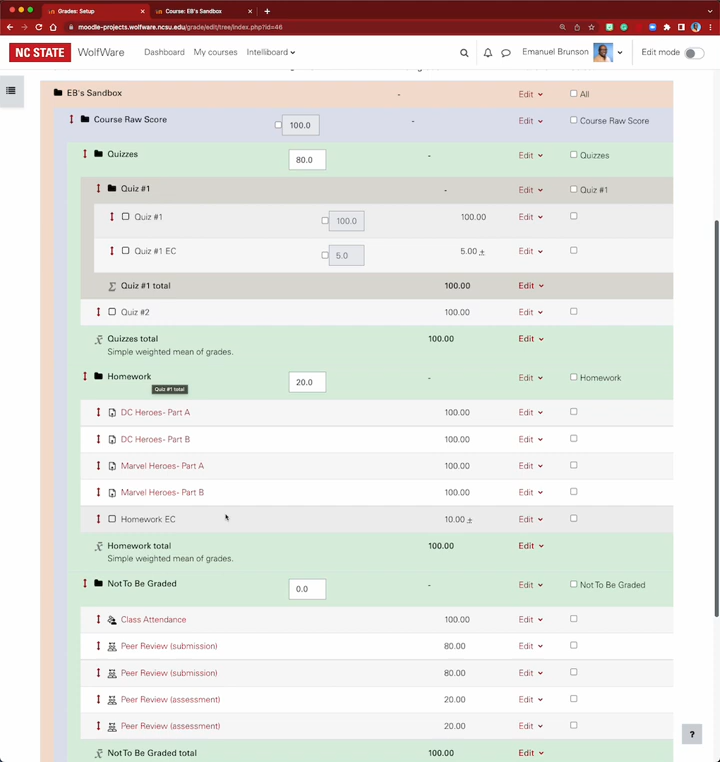 Grades: Setup
Course: EB's Sandbox
moodle-projects.wolfware.ncsu.edu/grade/edit/tree/index.php?id=46
NC STATE WolfWare Dashboard My courses Intelliboard Emanuel Brunson Edit mode
EB's Sandbox - Edit All
Course Raw Score 100.0 - Edit Course Raw Score
Quizzes 80.0 - Edit Quizzes
Quiz #1 - Edit Quiz #1
Quiz #1 100.0 100.00 Edit
Quiz #1 EC 5.0 5.00 ± Edit
Quiz #1 total 100.00 Edit
Quiz #2 100.00 Edit
Quizzes total 100.00 Edit
Simple weighted mean of grades.
Homework 20.0 - Edit Homework
Quiz #1 total
DC Heroes- Part A 100.00 Edit
DC Heroes- Part B 100.00 Edit
Marvel Heroes- Part A 100.00 Edit
Marvel Heroes- Part B 100.00 Edit
Homework EC 10.00 ± Edit
Homework total 100.00 Edit
Simple weighted mean of grades.
Not To Be Graded 0.0 - Edit Not To Be Graded
Class Attendance 100.00 Edit
Peer Review (submission) 80.00 Edit
Peer Review (submission) 80.00 Edit
Peer Review (assessment) 20.00 Edit
Peer Review (assessment) 20.00 Edit
Not To Be Graded total 100.00 Edit
?